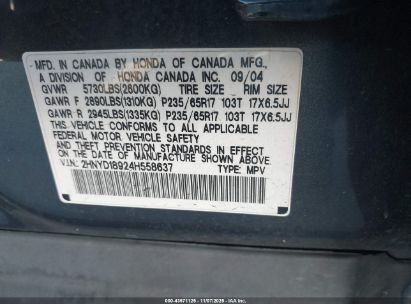 MFD. IN CANADA BY HONDA OF CANADA MFG.
A DIVISION OF HONDA CANADA INC. 09/04
GVWR 5730LBS(2600KG) TIRE SIZE RIM SIZE
GAWR F 2890LBS(1310KG) P235/65R17 103T 17X6.5JJ
GAWR R 2945LBS(1335KG) P235/65R17 103T 17X6.5JJ
THIS VEHICLE CONFORMS TO ALL APPLICABLE
FEDERAL MOTOR VEHICLE SAFETY AND THEFT
PREVENTION STANDARDS IN EFFECT ON THE
DATE OF MANUFACTURE SHOWN ABOVE.
V.I.N.: 2HNYD18924H558637 TYPE: MPV